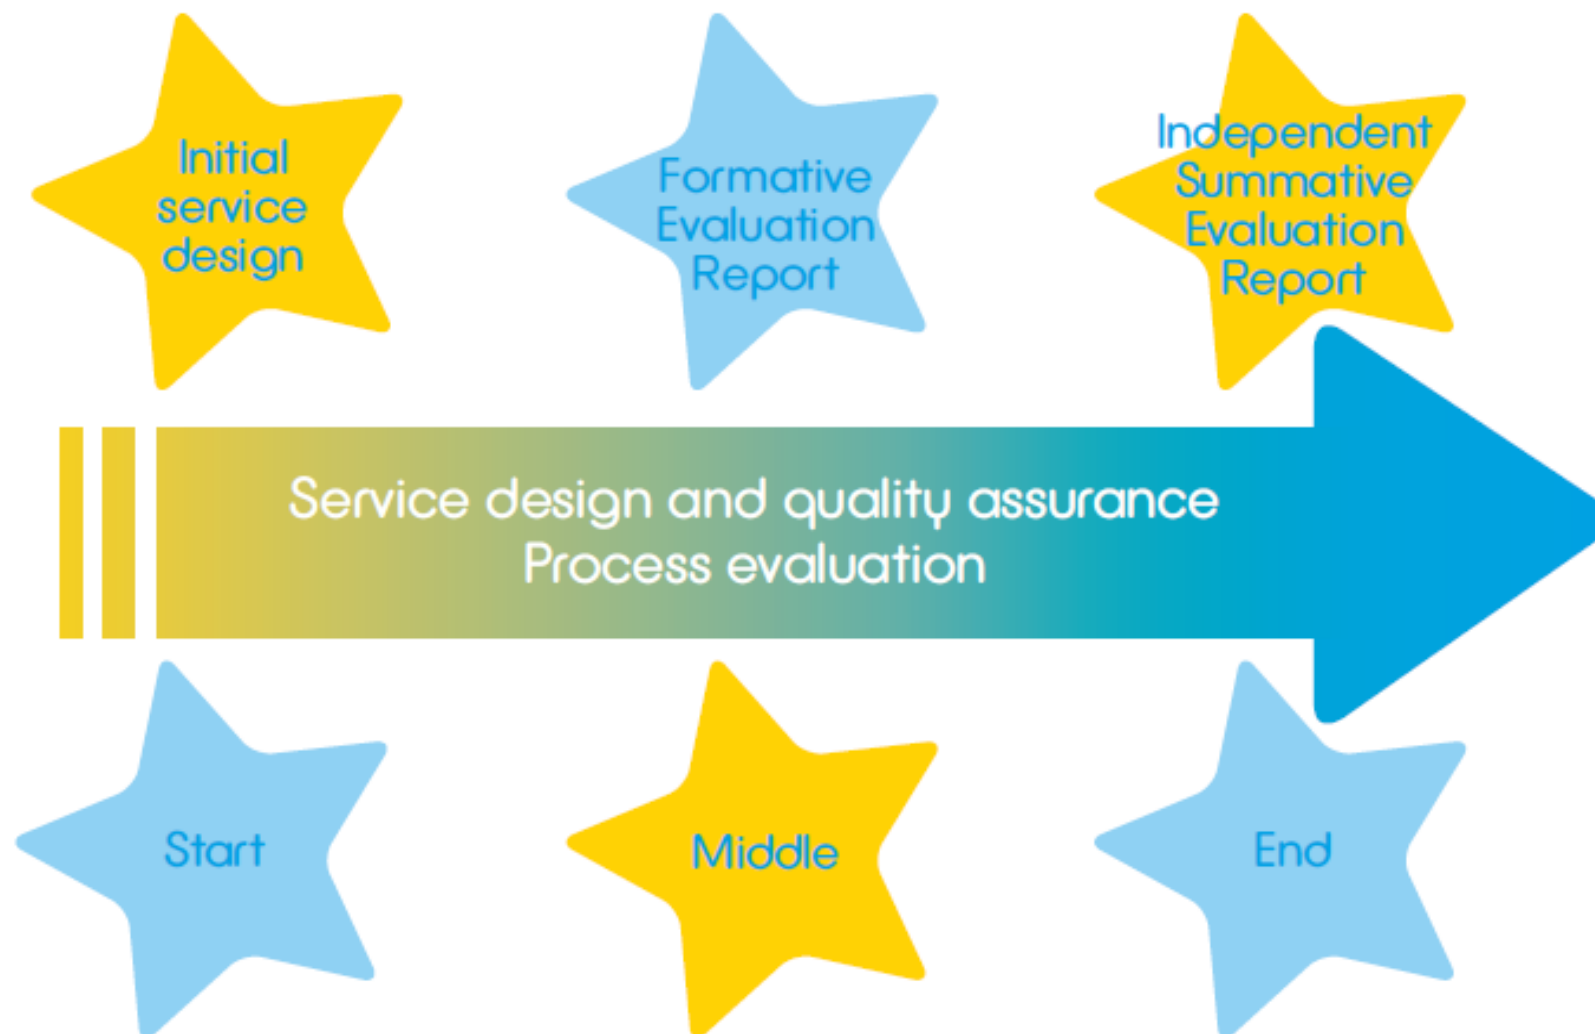 Initial
service
design
Formative
Evaluation
Report
Independent
Summative
Evaluation
Report
Service design and quality assurance
Process evaluation
Start
Middle
End